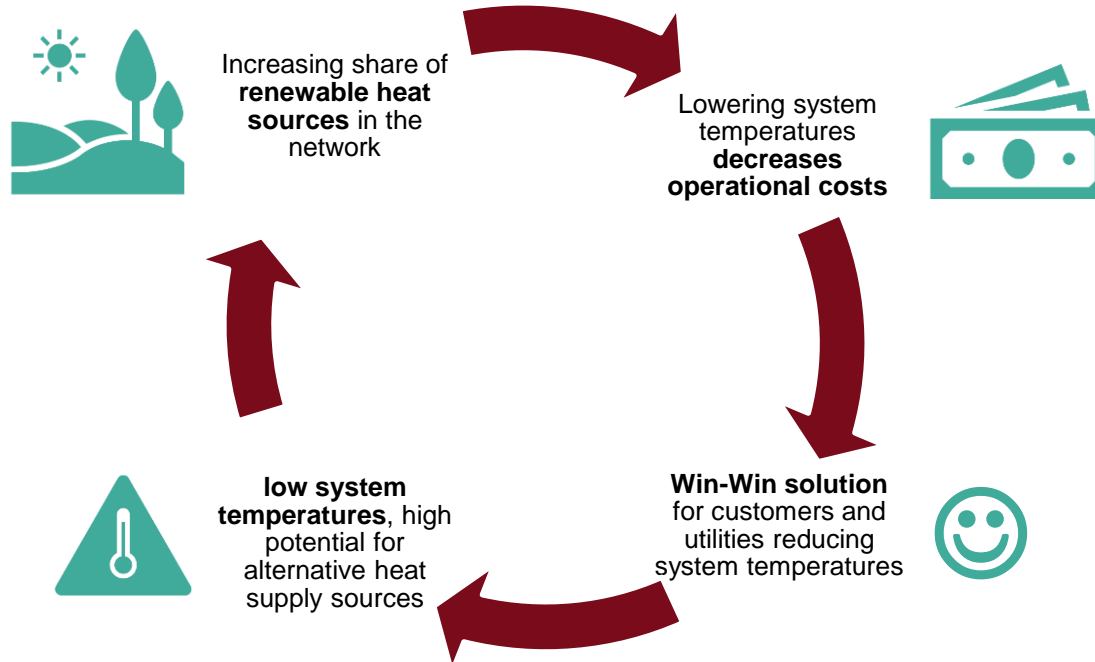 Increasing share of
renewable heat
sources in the
network
Lowering system
temperatures
decreases
operational costs
Win-Win solution
for customers and
utilities reducing
system temperatures
low system
temperatures, high
potential for
alternative heat
supply sources